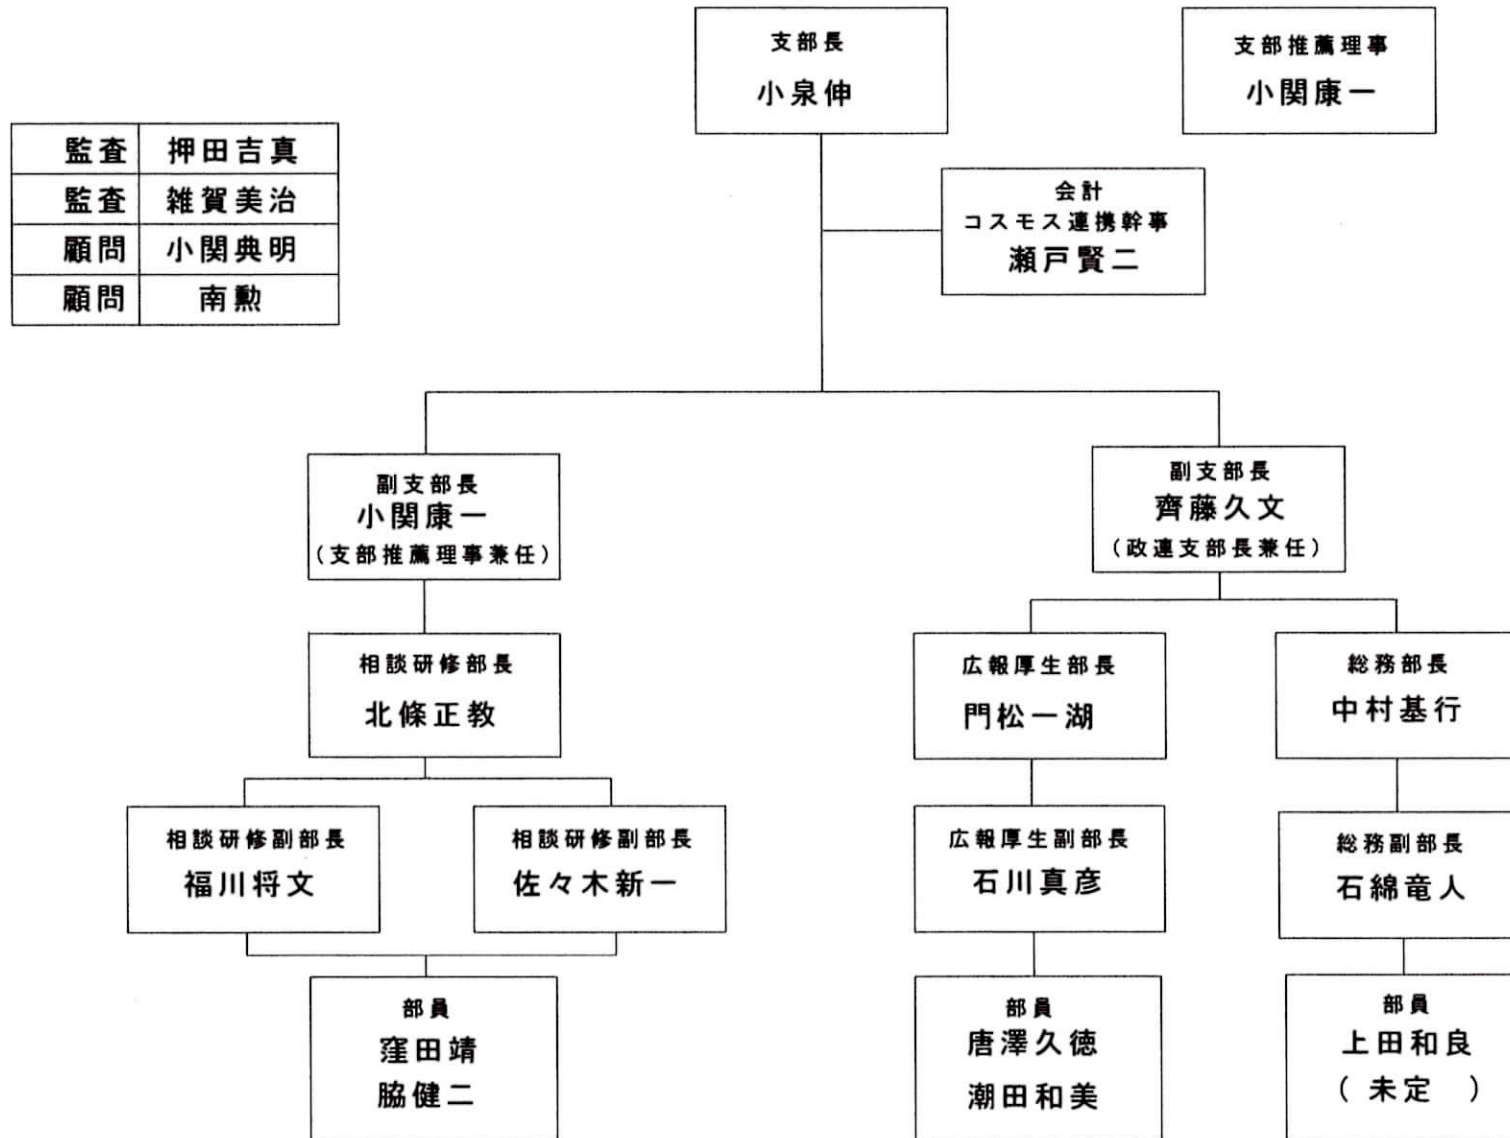 支部長
小泉伸
支部推薦理事
小関康一
監査 押田吉真
監査 雑賀美治
顧問 小関典明
顧問 南勲
会計
コスモス連携幹事
瀬戸賢二
副支部長
小関康一
(支部推薦理事兼任)
副支部長
齊藤久文
(政連支部長兼任)
相談研修部長
北條正教
広報厚生部長
門松一湖
総務部長
中村基行
相談研修副部長
福川将文
相談研修副部長
佐々木新一
広報厚生副部長
石川真彦
総務副部長
石綿竜人
部員
窪田靖
脇健二
部員
唐澤久徳
潮田和美
部員
上田和良
( 未定 )